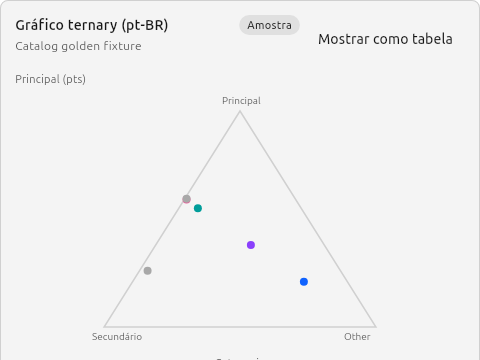 Gráfico ternary (pt-BR)
Amostra
Mostrar como tabela
Catalog golden fixture
Principal (pts)
Principal
Secundário
Other